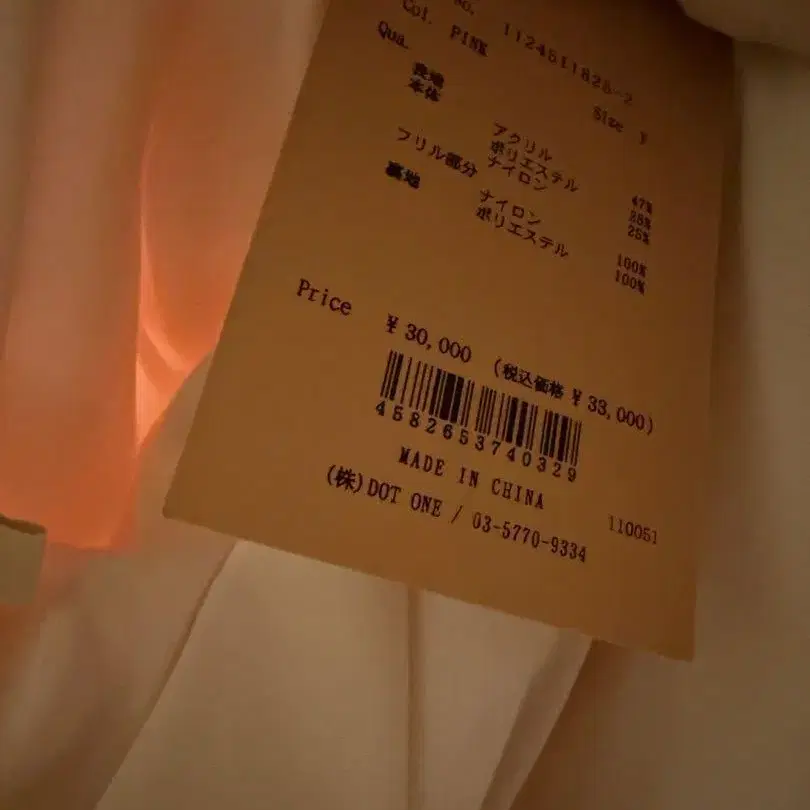 No.
1124511828-2
Col. PINK
Size F
Qua.
表地
本体
アクリル 47%
ポリエステル 28%
ナイロン 25%
フリル部分
ナイロン 100%
裏地
ポリエステル 100%
Price ¥30,000 (税込価格 ¥33,000)
4582653740329
MADE IN CHINA
110051
(株)DOT ONE / 03-5770-9334